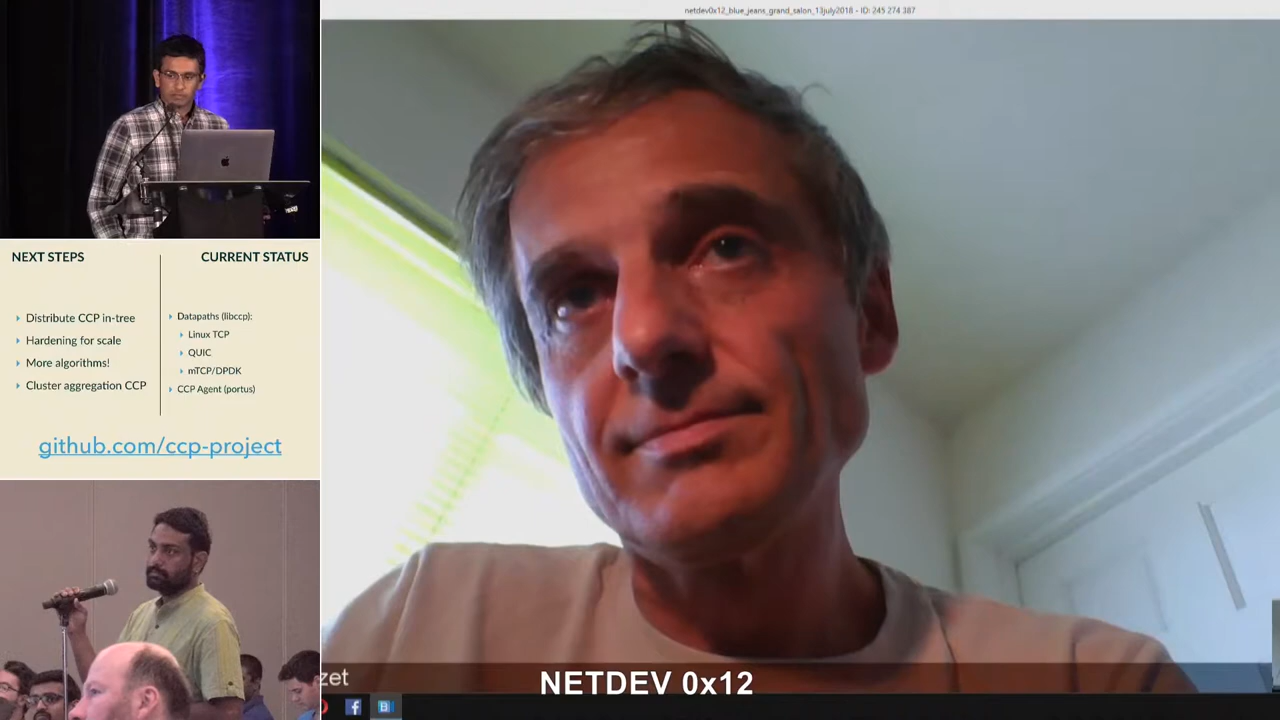 netdev0x12_blue_jeans_grand_salon_13july2018 - ID: 245 274 387
NEXT STEPS
Distribute CCP in-tree
Hardening for scale
More algorithms!
Cluster aggregation CCP
CURRENT STATUS
Datapaths (libccp):
Linux TCP
QUIC
mTCP/DPDK
CCP Agent (portus)
github.com/ccp-project
zet
NETDEV 0x12